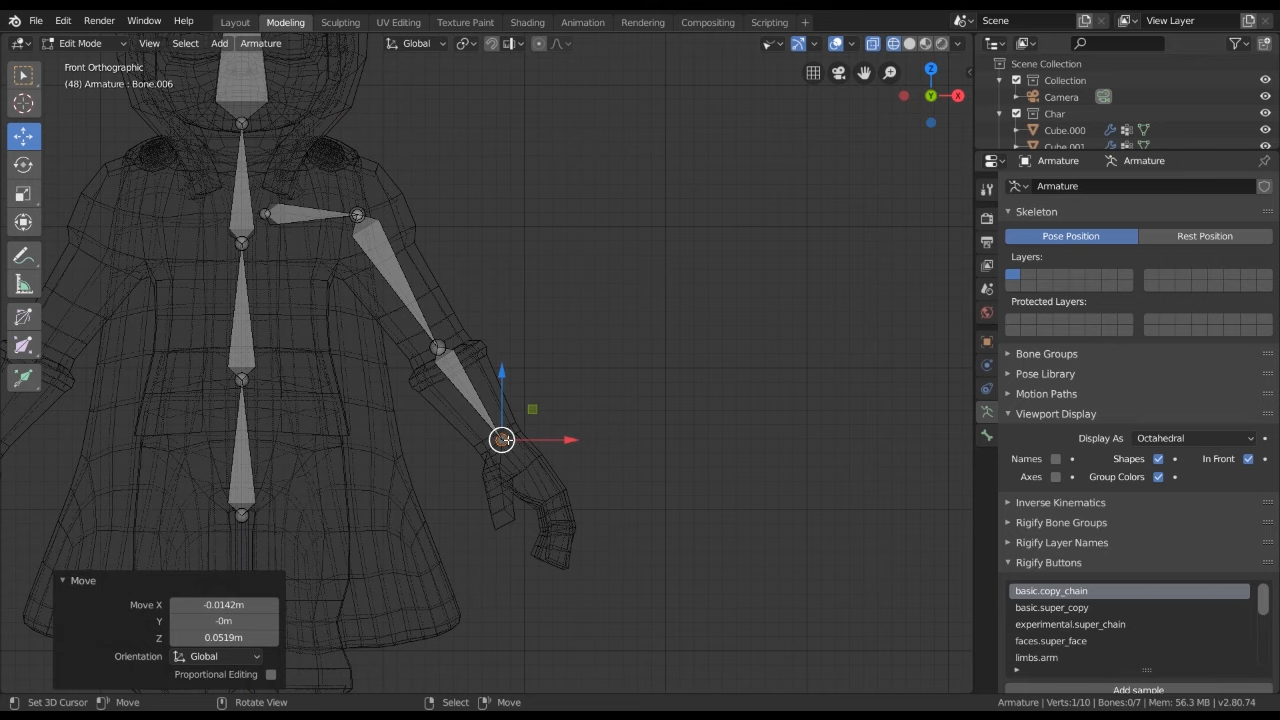 File Edit Render Window Help Layout Modeling Sculpting UV Editing Texture Paint Shading Animation Rendering Compositing Scripting + Scene View Layer
Edit Mode View Select Add Armature Global
Front Orthographic
(48) Armature : Bone.006
Z
Y
X
Scene Collection
Collection
Camera
Char
Cube.000
Cube.001
Armature Armature
Armature
Skeleton
Pose Position Rest Position
Layers:
Protected Layers:
Bone Groups
Pose Library
Motion Paths
Viewport Display
Display As Octahedral
Names Shapes In Front
Axes Group Colors
Inverse Kinematics
Rigify Bone Groups
Rigify Layer Names
Rigify Buttons
basic.copy_chain
basic.super_copy
experimental.super_chain
faces.super_face
limbs.arm
Add sample
Move
Move X -0.0142m
Y -0m
Z 0.0519m
Orientation Global
Proportional Editing
Set 3D Cursor Move Rotate View Select Move Armature | Verts:1/10 | Bones:0/7 | Mem: 56.3 MB | v2.80.74